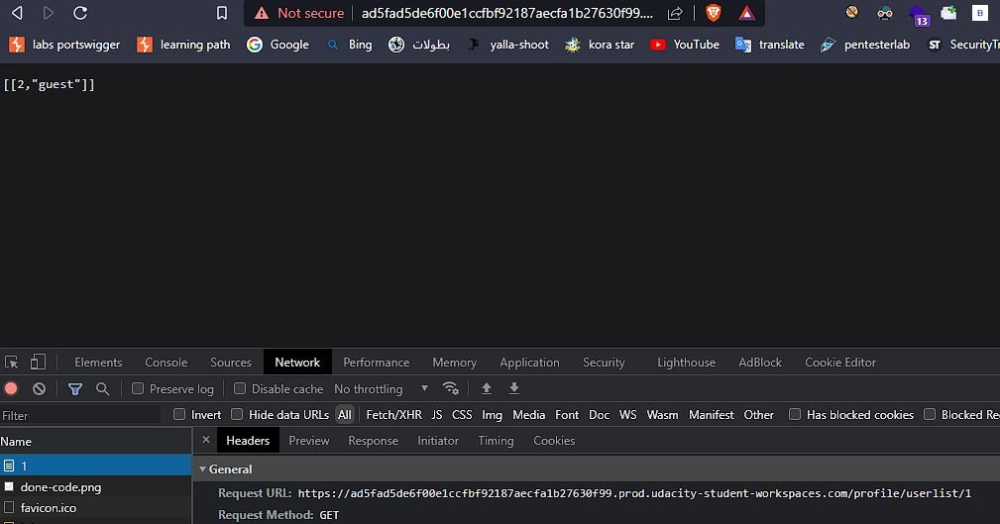 Not secure ad5fad5de6f00e1ccfbf92187aecfa1b27630f99....
13 B
labs portswigger learning path Google Bing بطولات yalla-shoot kora star YouTube translate pentesterlab ST SecurityTr
[[2,"guest"]]
Elements Console Sources Network Performance Memory Application Security Lighthouse AdBlock Cookie Editor
Preserve log Disable cache No throttling
Filter Invert Hide data URLs All Fetch/XHR JS CSS Img Media Font Doc WS Wasm Manifest Other Has blocked cookies Blocked Re
Name × Headers Preview Response Initiator Timing Cookies
1 General
done-code.png Request URL: https://ad5fad5de6f00e1ccfbf92187aecfa1b27630f99.prod.udacity-student-workspaces.com/profile/userlist/1
favicon.ico Request Method: GET